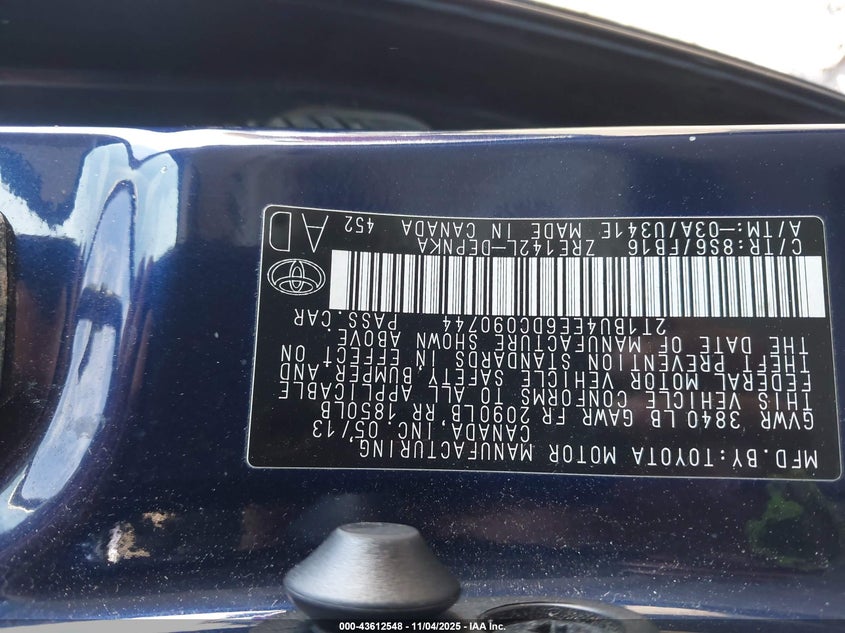 MFD.BY:TOYOTA MOTOR MANUFACTURING
CANADA, INC. 05/13
GVWR 3840 LB GAWR FR 2090LB RR 1850LB
THIS VEHICLE CONFORMS TO ALL APPLICABLE
FEDERAL MOTOR VEHICLE SAFETY, BUMPER AND
THEFT PREVENTION STANDARDS IN EFFECT ON
THE DATE OF MANUFACTURE SHOWN ABOVE
2T1BU4EE6DC090744 PASS.CAR
C/TR:8S6/FB16 ZRE142L-DEPNKA
A/TM:-03A/U341E MADE IN CANADA 452
AD
000-43612548 - 11/04/2025 - IAA Inc.